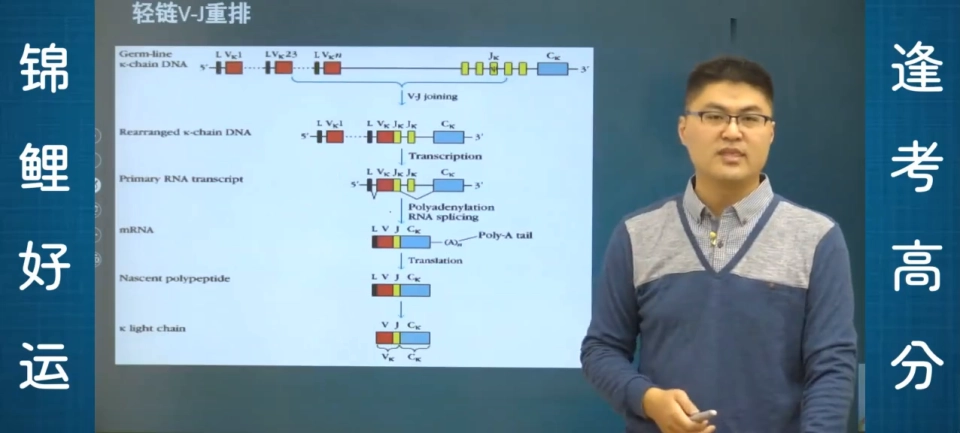 轻链V-J重排
锦鲤好运
逢考高分
Germ-line
κ-chain DNA
L Vκ1
LVκ23
L Vκn
Jκ
Cκ
5′
3′
V-J joining
Rearranged κ-chain DNA
L Vκ1
L Vκ Jκ Jκ
Cκ
5′
3′
Transcription
Primary RNA transcript
L Vκ Jκ Jκ
Cκ
5′
3′
Polyadenylation
RNA splicing
mRNA
L V J Cκ
(A)n
Poly-A tail
Translation
Nascent polypeptide
L V J Cκ
κ light chain
V J Cκ
Vκ Cκ